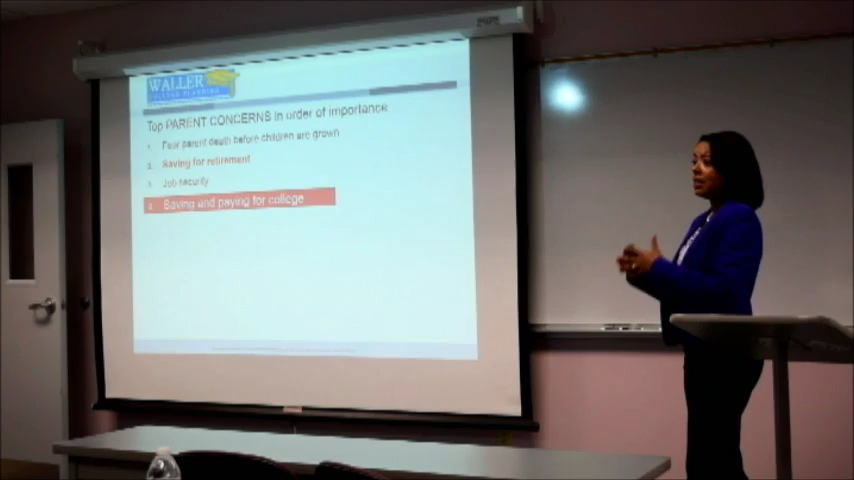 WALLER
COLLEGE PLANNING
Top PARENT CONCERNS in order of importance
1. Fear parent death before children are grown
2. Saving for retirement
3. Job security
4. Saving and paying for college